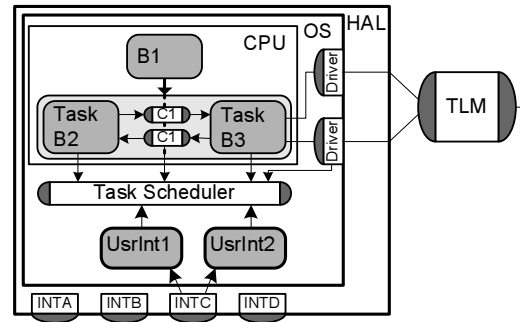 OS HAL
CPU
B1
Driver
Task
B2
C1
C1
Task
B3
Driver
TLM
Task Scheduler
UsrInt1
UsrInt2
INTA
INTB
INTC
INTD